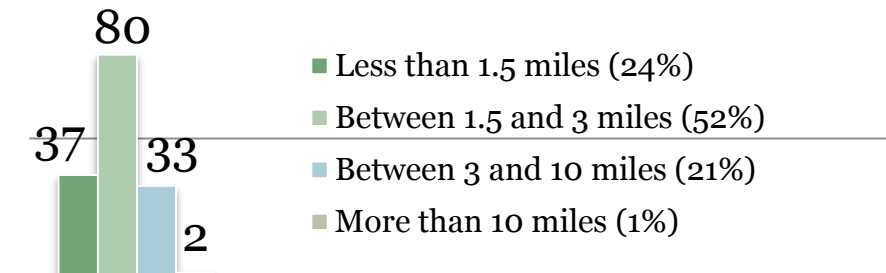 80
37
33
2
Less than 1.5 miles (24%)
Between 1.5 and 3 miles (52%)
Between 3 and 10 miles (21%)
More than 10 miles (1%)